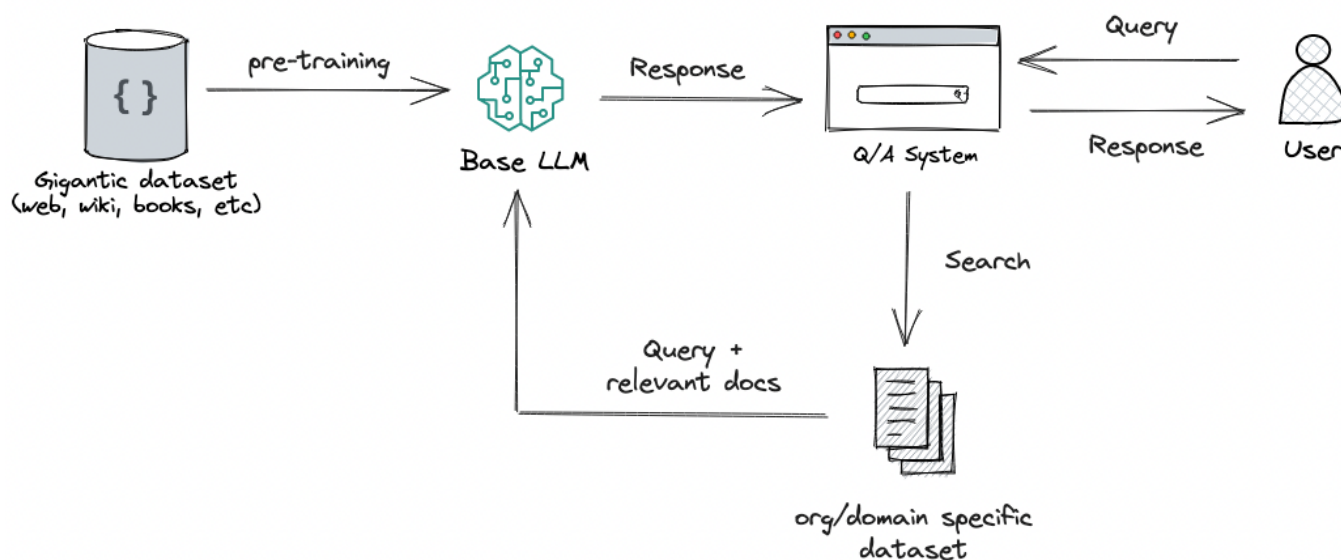 Query
pre-training
Response
{ }
Base LLM
Q/A System
Response
User
Gigantic dataset
(web, wiki, books, etc)
Search
Query +
relevant docs
org/domain specific
dataset